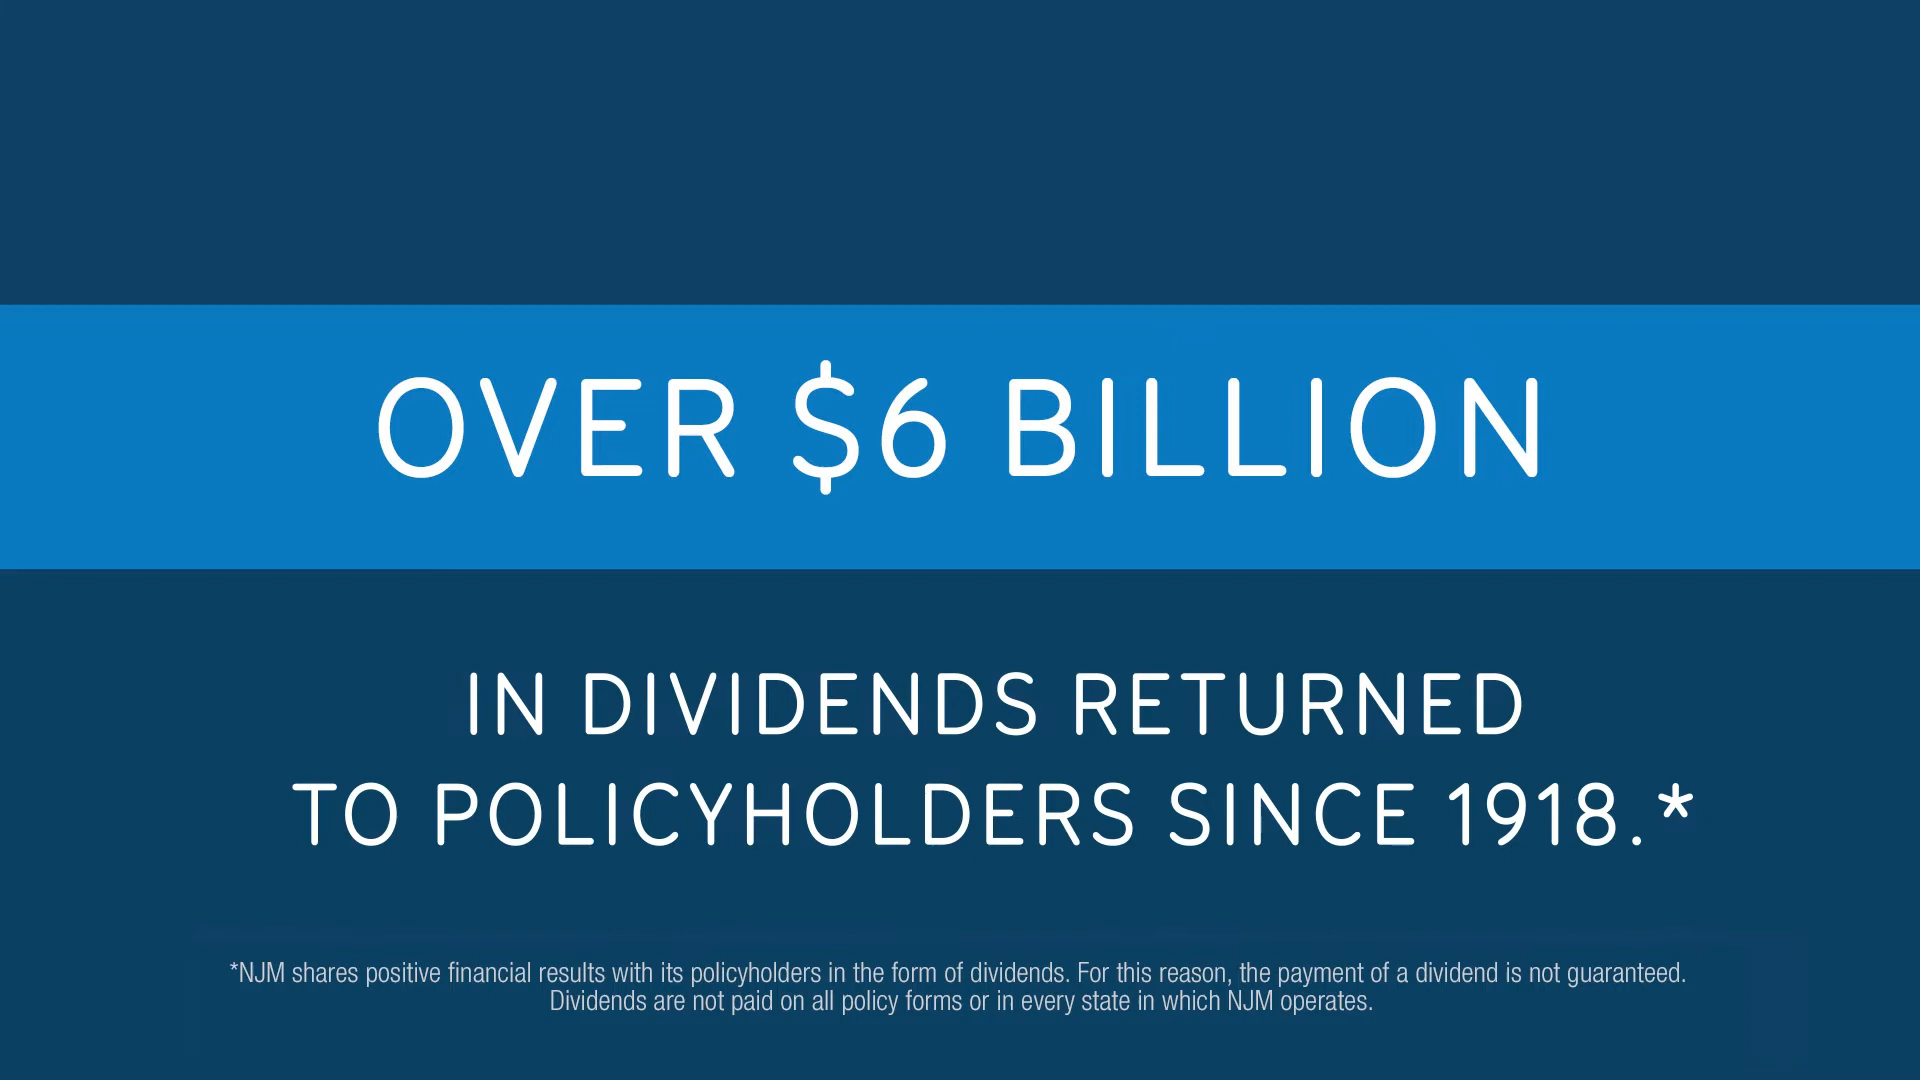 OVER $6 BILLION
IN DIVIDENDS RETURNED
TO POLICYHOLDERS SINCE 1918.*
*NJM shares positive financial results with its policyholders in the form of dividends. For this reason, the payment of a dividend is not guaranteed.
Dividends are not paid on all policy forms or in every state in which NJM operates.